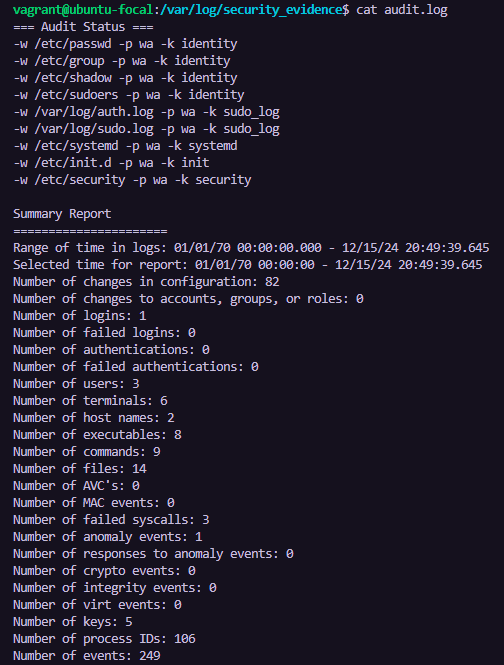 vagrant@ubuntu-focal:/var/log/security_evidence$ cat audit.log
=== Audit Status ===
-w /etc/passwd -p wa -k identity
-w /etc/group -p wa -k identity
-w /etc/shadow -p wa -k identity
-w /etc/sudoers -p wa -k identity
-w /var/log/auth.log -p wa -k sudo_log
-w /var/log/sudo.log -p wa -k sudo_log
-w /etc/systemd -p wa -k systemd
-w /etc/init.d -p wa -k init
-w /etc/security -p wa -k security

Summary Report
======================
Range of time in logs: 01/01/70 00:00:00.000 - 12/15/24 20:49:39.645
Selected time for report: 01/01/70 00:00:00 - 12/15/24 20:49:39.645
Number of changes in configuration: 82
Number of changes to accounts, groups, or roles: 0
Number of logins: 1
Number of failed logins: 0
Number of authentications: 0
Number of failed authentications: 0
Number of users: 3
Number of terminals: 6
Number of host names: 2
Number of executables: 8
Number of commands: 9
Number of files: 14
Number of AVC's: 0
Number of MAC events: 0
Number of failed syscalls: 3
Number of anomaly events: 1
Number of responses to anomaly events: 0
Number of crypto events: 0
Number of integrity events: 0
Number of virt events: 0
Number of keys: 5
Number of process IDs: 106
Number of events: 249